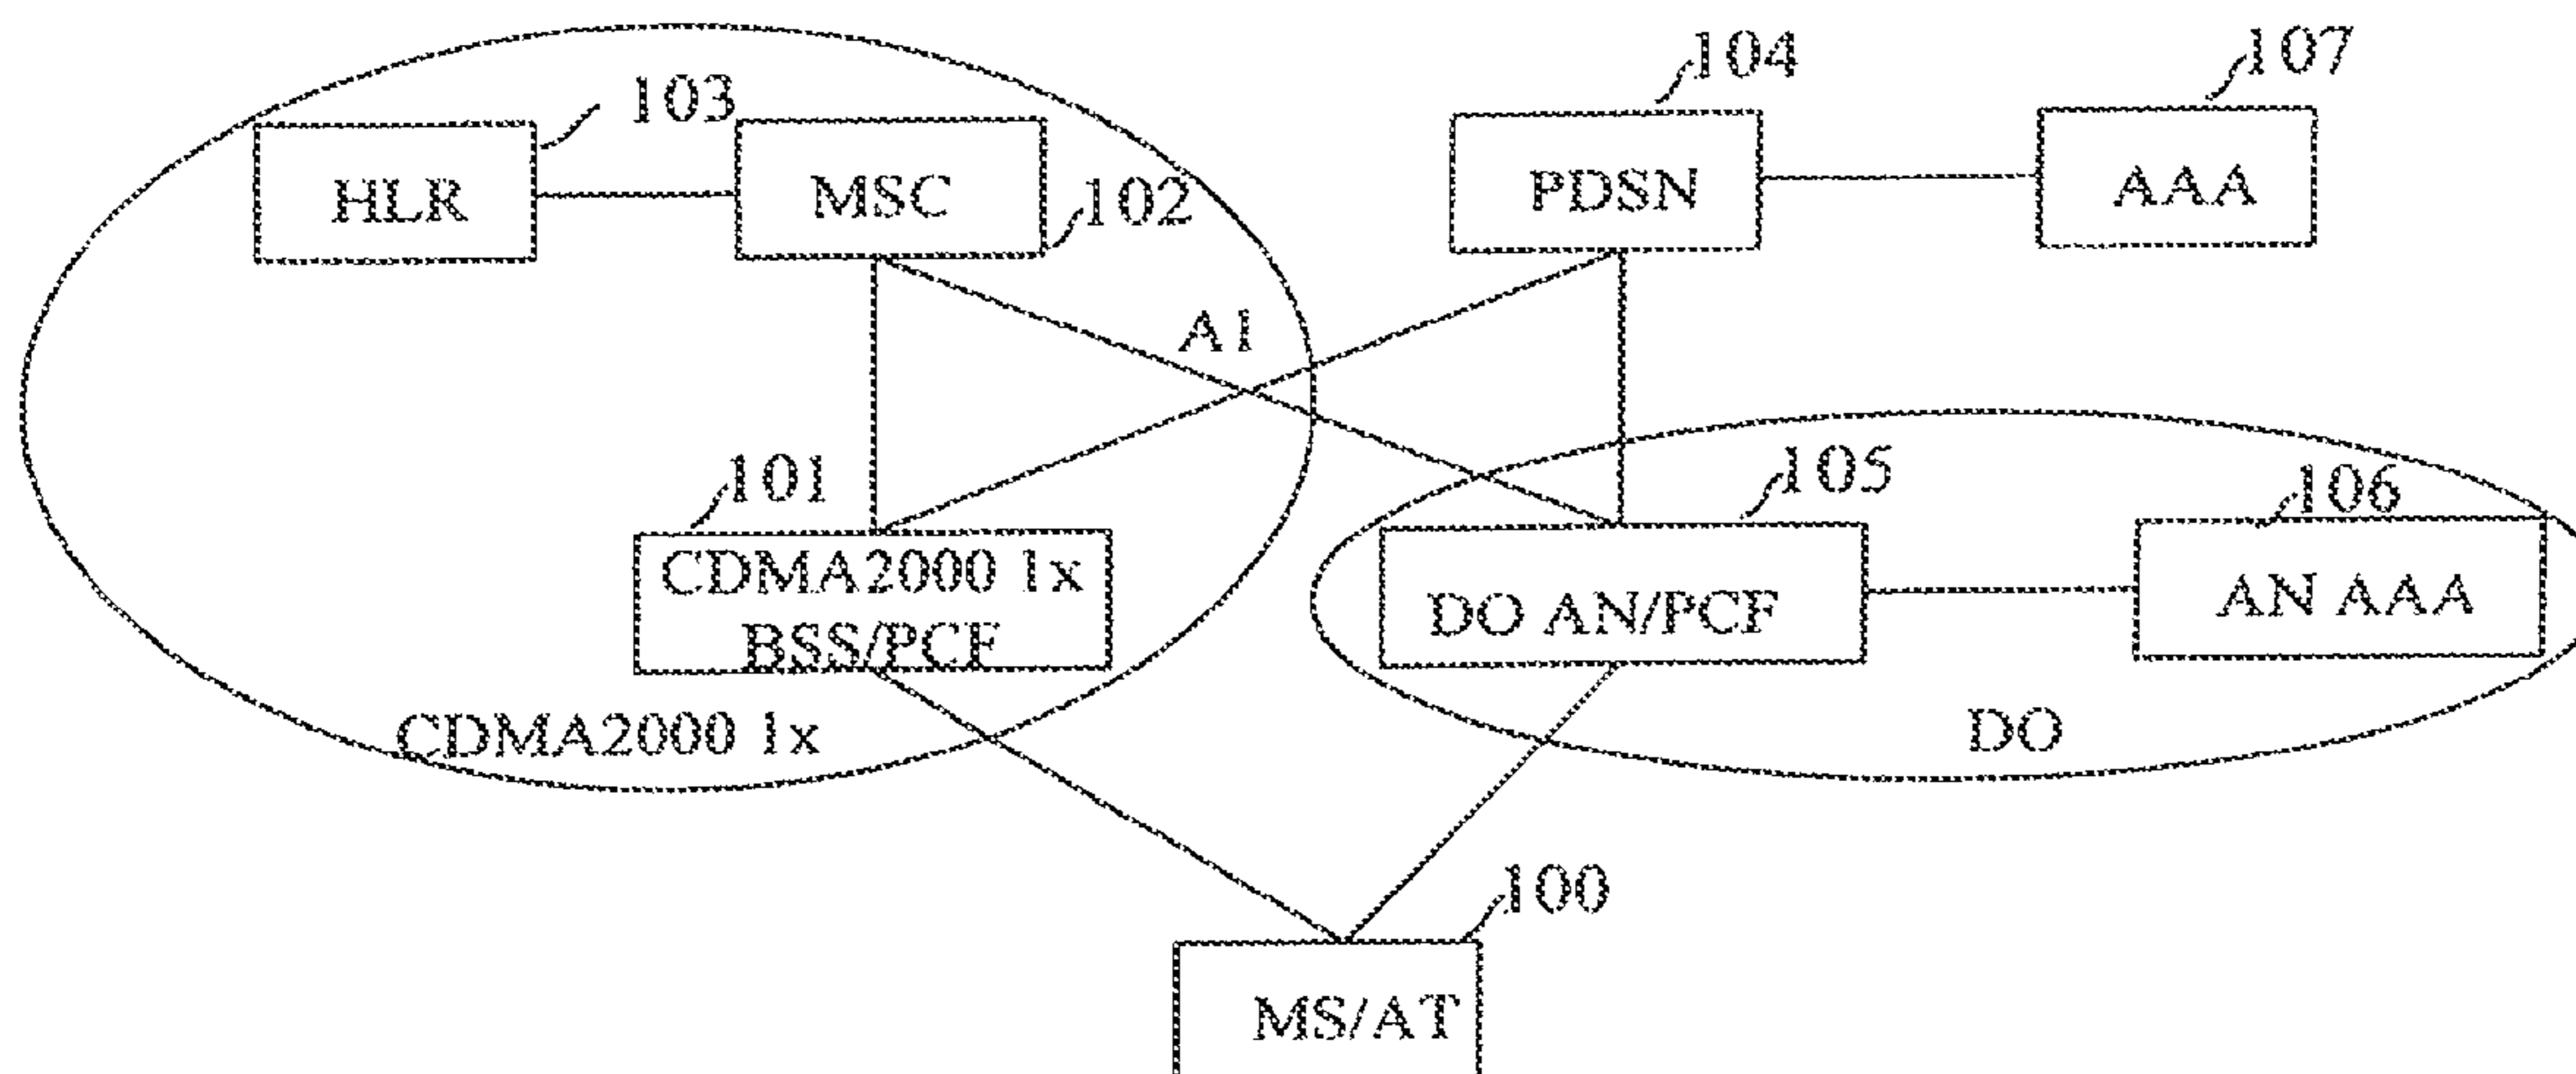 104
107
103
HLR
MSC
102
PDSN
AAA
A1
101
105
106
CDMA2000 1x
BSS/PCF
DO AN/PCF
AN AAA
CDMA2000 1x
DO
100
MS/AT